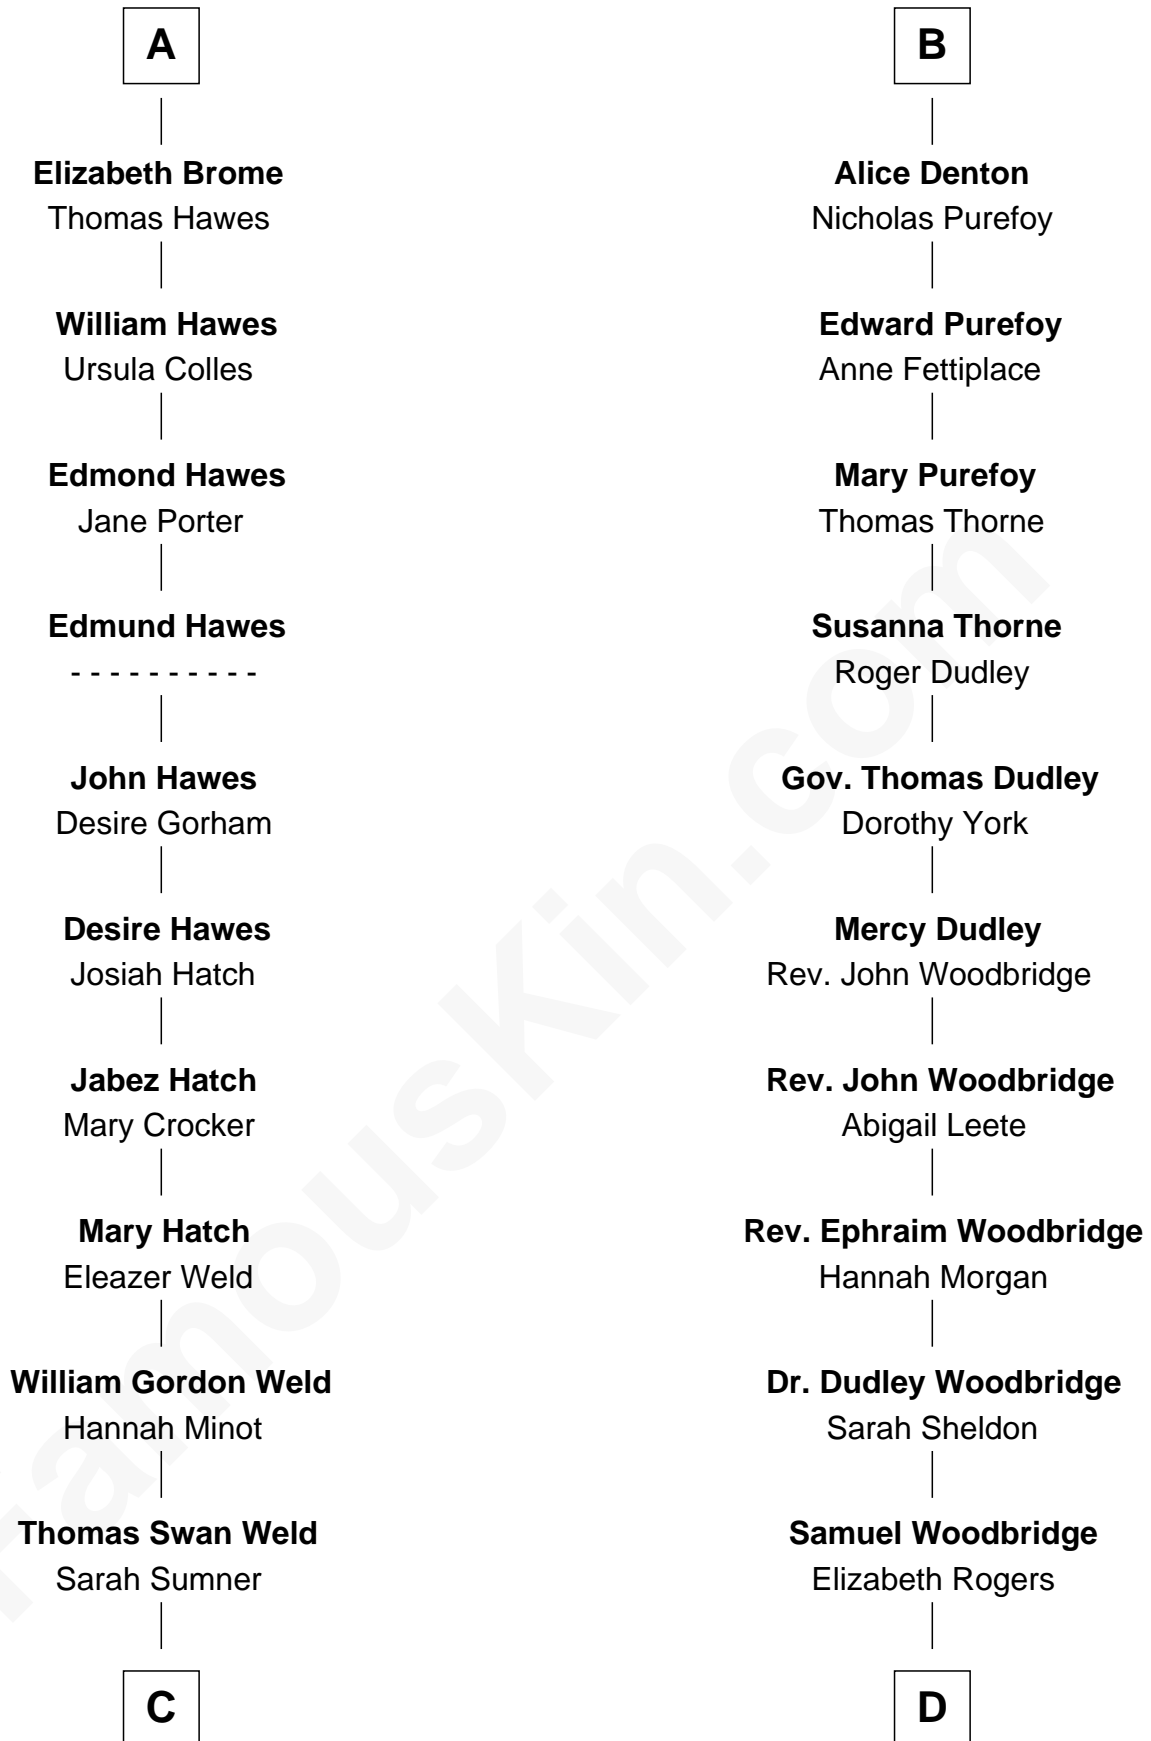 A
Elizabeth Brome
Thomas Hawes
William Hawes
Ursula Colles
Edmond Hawes
Jane Porter
Edmund Hawes
- - - - - - - - - -
John Hawes
Desire Gorham
Desire Hawes
Josiah Hatch
Jabez Hatch
Mary Crocker
Mary Hatch
Eleazer Weld
William Gordon Weld
Hannah Minot
Thomas Swan Weld
Sarah Sumner
C
B
Alice Denton
Nicholas Purefoy
Edward Purefoy
Anne Fettiplace
Mary Purefoy
Thomas Thorne
Susanna Thorne
Roger Dudley
Gov. Thomas Dudley
Dorothy York
Mercy Dudley
Rev. John Woodbridge
Rev. John Woodbridge
Abigail Leete
Rev. Ephraim Woodbridge
Hannah Morgan
Dr. Dudley Woodbridge
Sarah Sheldon
Samuel Woodbridge
Elizabeth Rogers
D
FamousKin.com